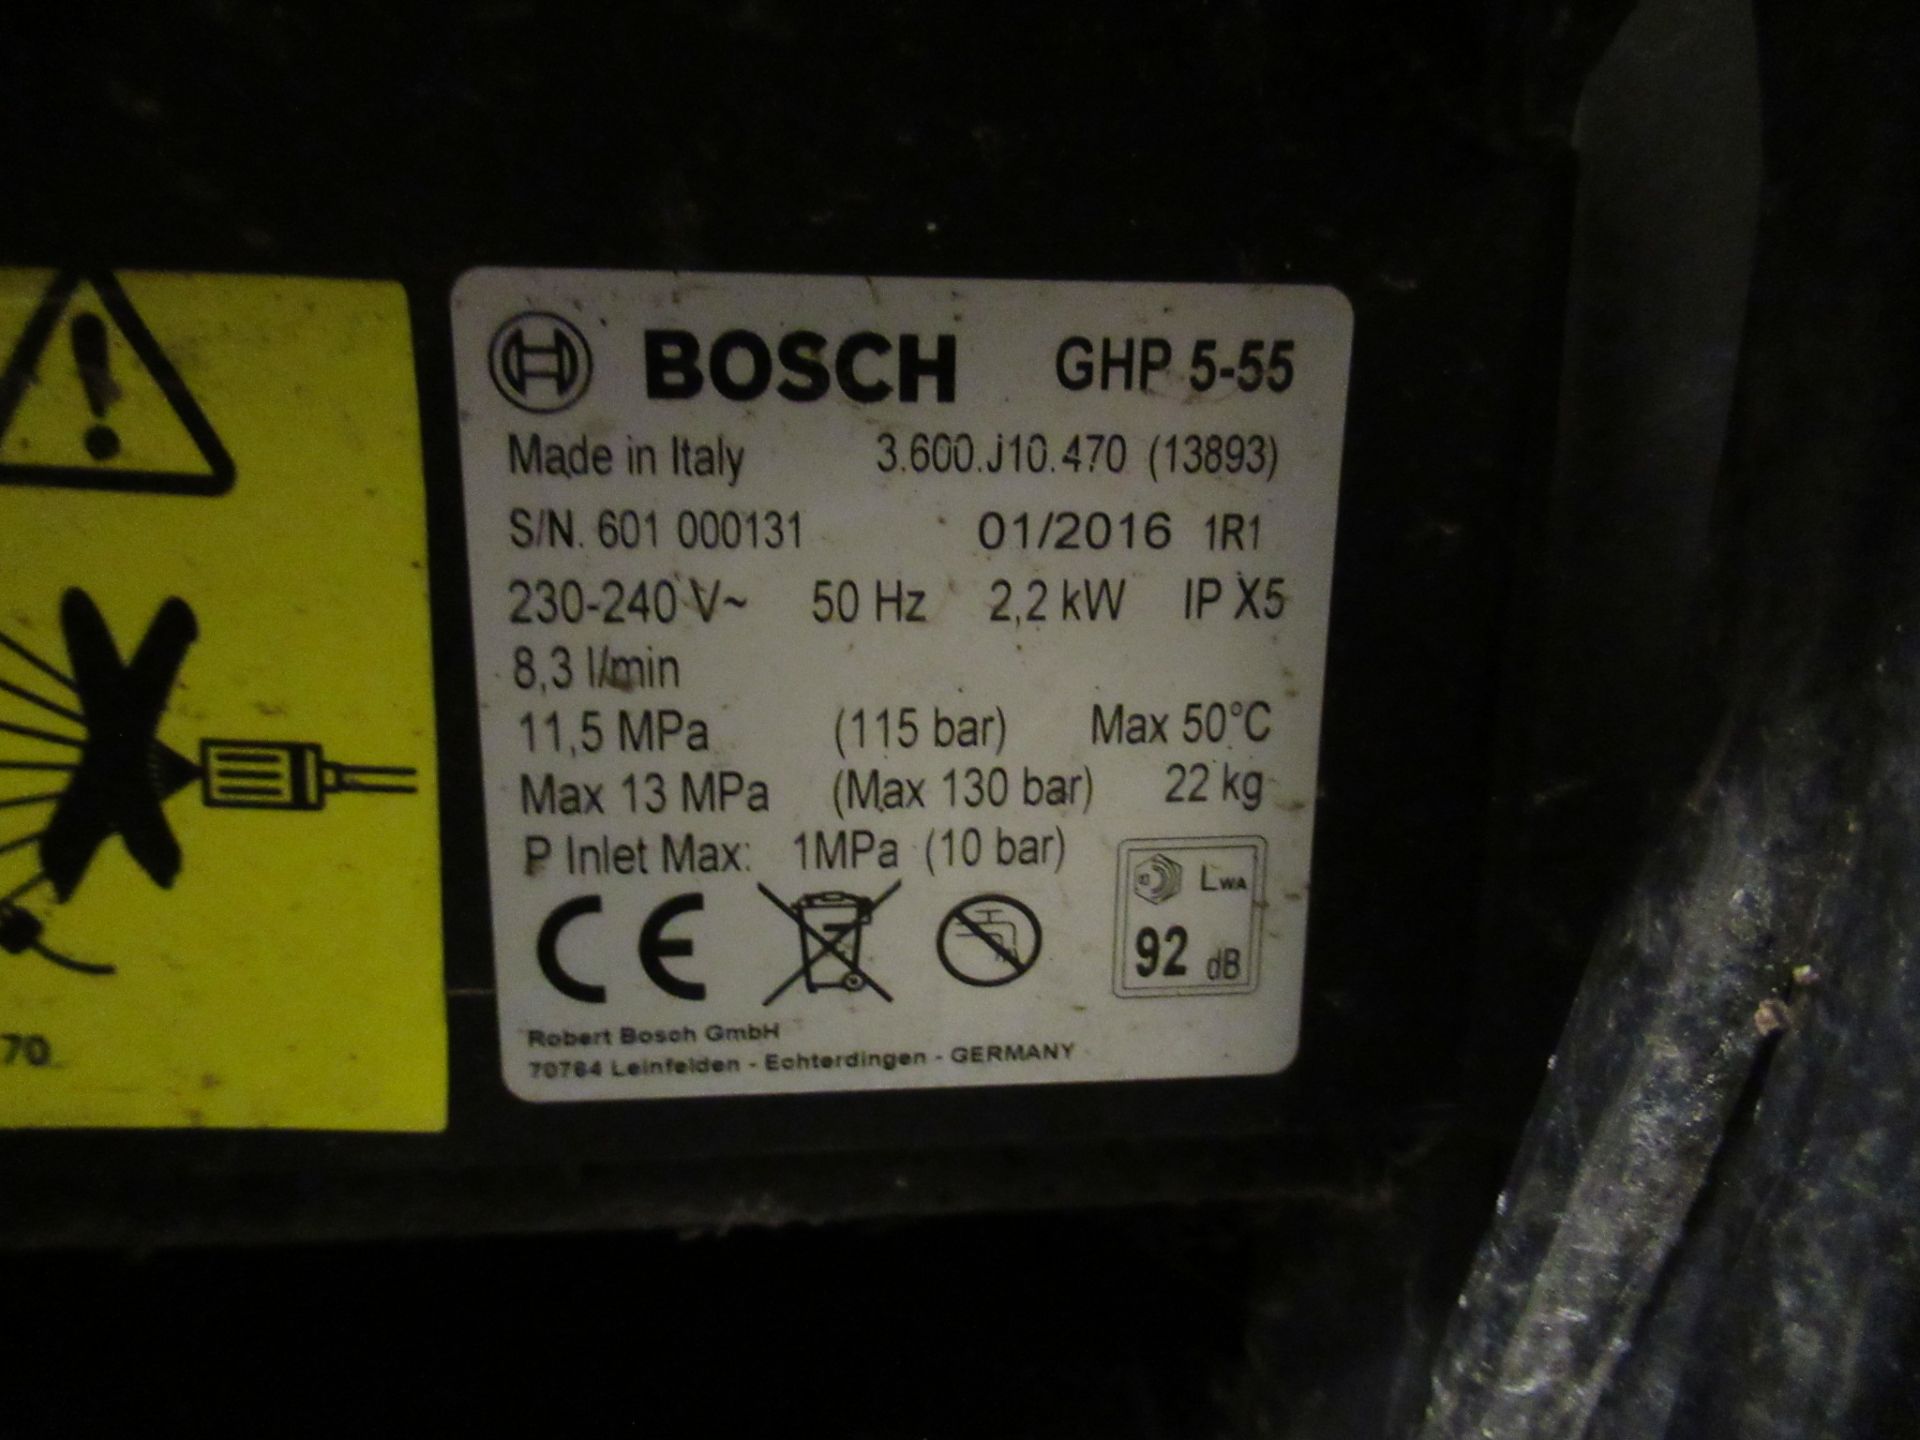 BOSCH GHP 5-55
Made in Italy 3.600.J10.470 (13893)
S/N. 601 000131 01/2016 1R1
230-240 V~ 50 Hz 2,2 kW IP X5
8,3 l/min
11,5 MPa (115 bar) Max 50°C
Max 13 MPa (Max 130 bar) 22 kg
P Inlet Max: 1MPa (10 bar)
CE
LWA
92 dB
Robert Bosch GmbH
70764 Leinfelden - Echterdingen - GERMANY
70